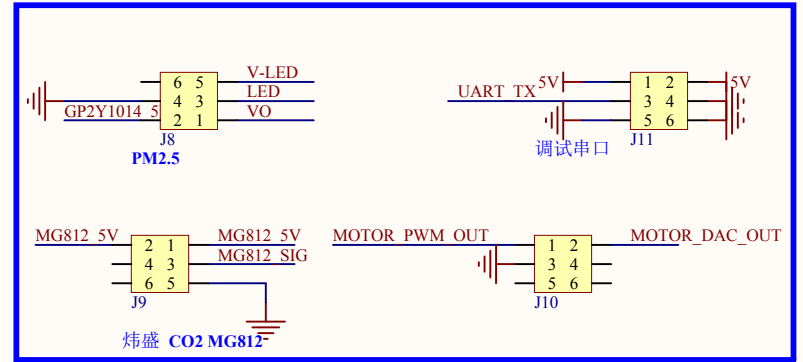 6 5 V-LED
4 3 LED
GP2Y1014_5 2 1 VO
J8
PM2.5
5V 1 2 5V
UART_TX 3 4
5 6
调试串口 J11
MG812_5V 2 1 MG812_5V
4 3 MG812_SIG
6 5
J9
炜盛 CO2 MG812
MOTOR_PWM_OUT 1 2 MOTOR_DAC_OUT
3 4
5 6
J10